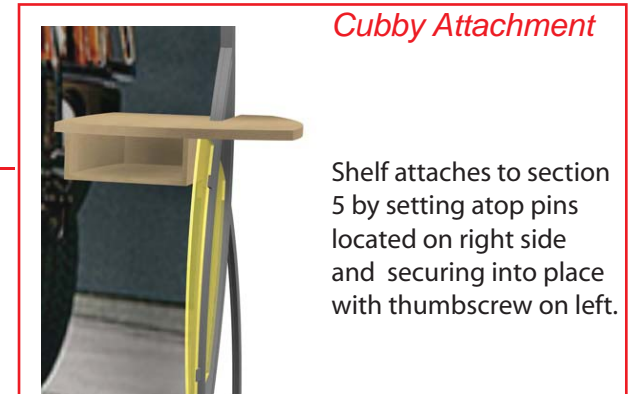 Cubby Attachment
Shelf attaches to section
5 by setting atop pins
located on right side
and  securing into place
with thumbscrew on left.